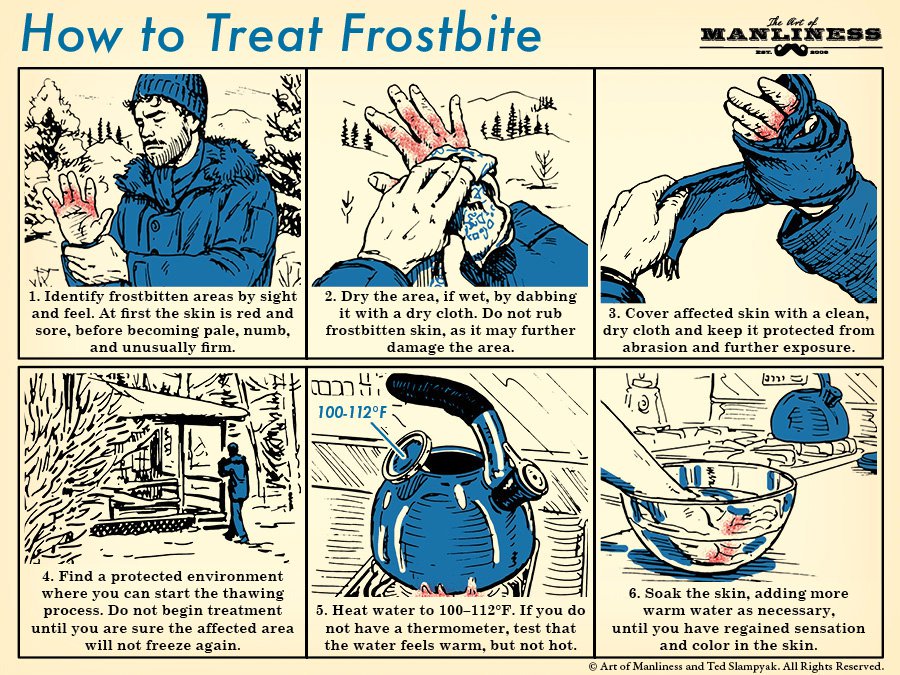 How to Treat Frostbite
The Art of
MANLINESS
EST. 2008
1. Identify frostbitten areas by sight
and feel. At first the skin is red and
sore, before becoming pale, numb,
and unusually firm.
2. Dry the area, if wet, by dabbing
it with a dry cloth. Do not rub
frostbitten skin, as it may further
damage the area.
3. Cover affected skin with a clean,
dry cloth and keep it protected from
abrasion and further exposure.
4. Find a protected environment
where you can start the thawing
process. Do not begin treatment
until you are sure the affected area
will not freeze again.
100-112°F
5. Heat water to 100–112°F. If you do
not have a thermometer, test that
the water feels warm, but not hot.
6. Soak the skin, adding more
warm water as necessary,
until you have regained sensation
and color in the skin.
© Art of Manliness and Ted Slampyak. All Rights Reserved.